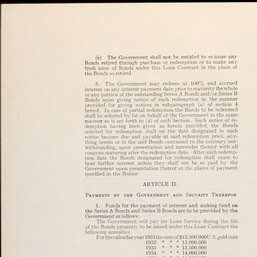 (e) The Government shall not be entitled to re-issue any
Bonds retired through purchase or redemption or to make any
fresh issue of Bonds under this Loan Contract in the place of
the Bonds so retired.
5. The Government may redeem at 100% and accrued
interest on any interest payment date prior to maturity the whole
or any portion of the outstanding Series A Bonds and/or Series B
Bonds upon giving notice of such redemption in the manner
provided for giving notices in subparagraph (c) of section 4
hereof. In case of partial redemption the Bonds to be redeemed
shall be selected by lot on behalf of the Government in the same
manner as is set forth in (a) of each Section. Such notice of re-
demption having been given as herein provided, the Bonds
selected for redemption shall on the date designated in such
notice become due and payable at said redemption price, any-
thing herein or in the said Bonds contained to the contrary not-
withstanding, upon presentation and surrender thereof with all
coupons maturing after the redemption date. After such redemp-
tion date the Bonds designated for redemption shall cease to
bear further interest unless they shall not be so paid by the
Government upon presentation thereof at the places of payment
specified in the Notice.
ARTICLE II.
Payments by the Government and Security Therefor
1. Funds for the payment of interest and sinking fund on
the Series A Bonds and Series B Bonds are to be provided by the
Government as follows:
The Government will pay for Loan Service during the life
of the Bonds presently to be issued under this Loan Contract the
following amounts:
For the calendar year 1931 the sum of $12,500,000 U. S. gold coin
1932 " " " 13,000,000
1933 " " " 13,500,000
1934 " " " 14,000,000